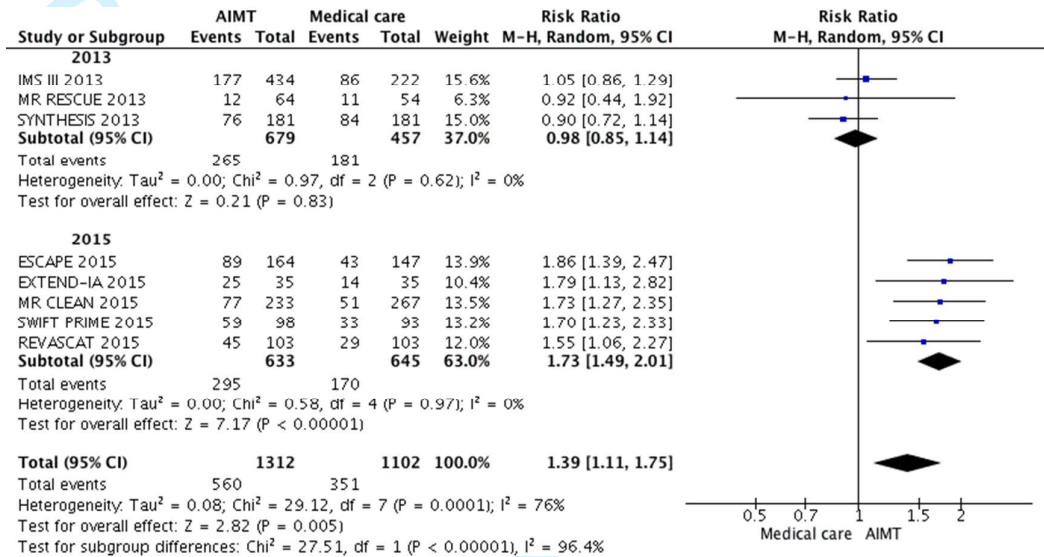 AIMT Medical care Risk Ratio Risk Ratio
Study or Subgroup Events Total Events Total Weight M-H, Random, 95% CI M-H, Random, 95% CI
2013
IMS III 2013 177 434 86 222 15.6% 1.05 [0.86, 1.29]
MR RESCUE 2013 12 64 11 54 6.3% 0.92 [0.44, 1.92]
SYNTHESIS 2013 76 181 84 181 15.0% 0.90 [0.72, 1.14]
Subtotal (95% CI) 679 457 37.0% 0.98 [0.85, 1.14]
Total events 265 181
Heterogeneity: Tau² = 0.00; Chi² = 0.97, df = 2 (P = 0.62); I² = 0%
Test for overall effect: Z = 0.21 (P = 0.83)
2015
ESCAPE 2015 89 164 43 147 13.9% 1.86 [1.39, 2.47]
EXTEND-IA 2015 25 35 14 35 10.4% 1.79 [1.13, 2.82]
MR CLEAN 2015 77 233 51 267 13.5% 1.73 [1.27, 2.35]
SWIFT PRIME 2015 59 98 33 93 13.2% 1.70 [1.23, 2.33]
REVASCAT 2015 45 103 29 103 12.0% 1.55 [1.06, 2.27]
Subtotal (95% CI) 633 645 63.0% 1.73 [1.49, 2.01]
Total events 295 170
Heterogeneity: Tau² = 0.00; Chi² = 0.58, df = 4 (P = 0.97); I² = 0%
Test for overall effect: Z = 7.17 (P < 0.00001)
Total (95% CI) 1312 1102 100.0% 1.39 [1.11, 1.75]
Total events 560 351
Heterogeneity: Tau² = 0.08; Chi² = 29.12, df = 7 (P = 0.0001); I² = 76%
Test for overall effect: Z = 2.82 (P = 0.005)
Test for subgroup differences: Chi² = 27.51, df = 1 (P < 0.00001), I² = 96.4%
0.5 0.7 1 1.5 2
Medical care AIMT